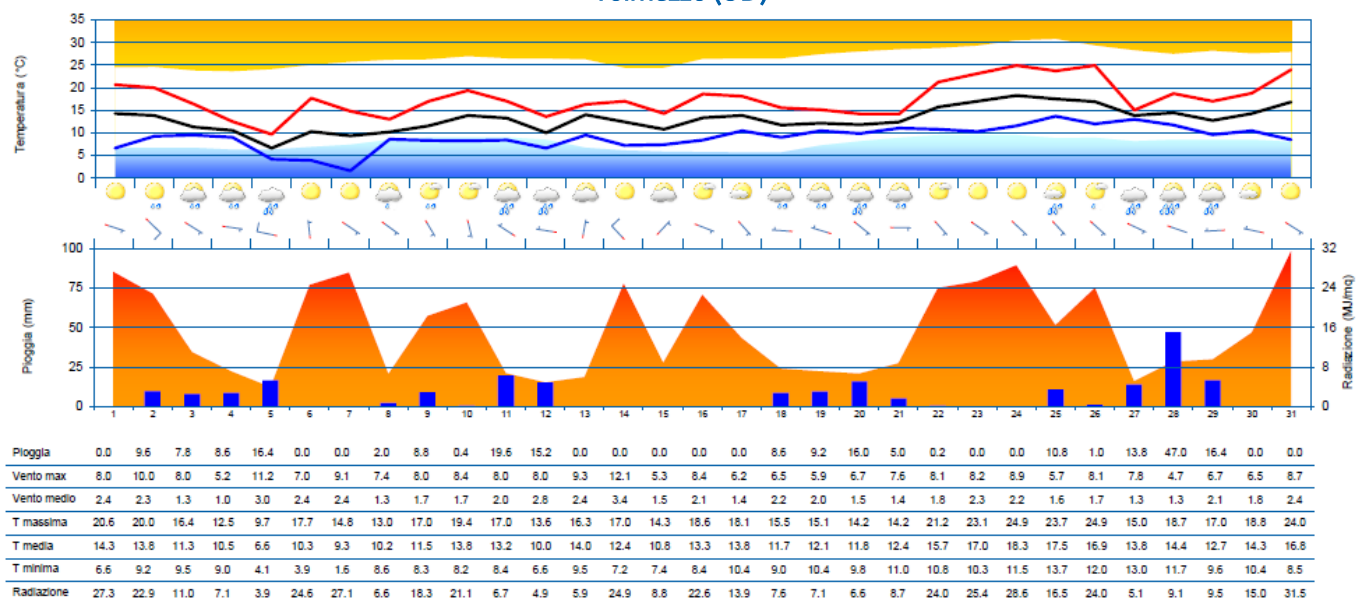 35
30
25
20
15
10
5
0
Temperatura (°C)
100
75
50
25
0
Pioggia (mm)
32
24
16
8
0
Radiazione (MJ/mq)
1 2 3 4 5 6 7 8 9 10 11 12 13 14 15 16 17 18 19 20 21 22 23 24 25 26 27 28 29 30 31
Pioggia 0.0 9.6 7.8 8.6 16.4 0.0 0.0 2.0 8.8 0.4 19.6 15.2 0.0 0.0 0.0 0.0 0.0 8.6 9.2 16.0 5.0 0.2 0.0 0.0 10.8 1.0 13.8 47.0 16.4 0.0 0.0
Vento max 8.0 10.0 8.0 5.2 11.2 7.0 9.1 7.4 8.0 8.4 8.0 8.0 9.3 12.1 5.3 8.4 6.2 6.5 5.9 6.7 7.6 8.1 8.2 8.9 5.7 8.1 7.8 4.7 6.7 6.5 8.7
Vento medio 2.4 2.3 1.3 1.0 3.0 2.4 2.4 1.3 1.7 1.7 2.0 2.8 2.4 3.4 1.5 2.1 1.4 2.2 2.0 1.5 1.4 1.8 2.3 2.2 1.6 1.7 1.3 1.3 2.1 1.8 2.4
T massima 20.6 20.0 16.4 12.5 9.7 17.7 14.8 13.0 17.0 19.4 17.0 13.6 16.3 17.0 14.3 18.6 18.1 15.5 15.1 14.2 14.2 21.2 23.1 24.9 23.7 24.9 15.0 18.7 17.0 18.8 24.0
T media 14.3 13.8 11.3 10.5 6.6 10.3 9.3 10.2 11.5 13.8 13.2 10.0 14.0 12.4 10.8 13.3 13.8 11.7 12.1 11.8 12.4 15.7 17.0 18.3 17.5 16.9 13.8 14.4 12.7 14.3 16.8
T minima 6.6 9.2 9.5 9.0 4.1 3.9 1.6 8.6 8.3 8.2 8.4 6.6 9.5 7.2 7.4 8.4 10.4 9.0 10.4 9.8 11.0 10.8 10.3 11.5 13.7 12.0 13.0 11.7 9.6 10.4 8.5
Radiazione 27.3 22.9 11.0 7.1 3.9 24.6 27.1 6.6 18.3 21.1 6.7 4.9 5.9 24.9 8.8 22.6 13.9 7.6 7.1 6.6 8.7 24.0 25.4 28.6 16.5 24.0 5.1 9.1 9.5 15.0 31.5